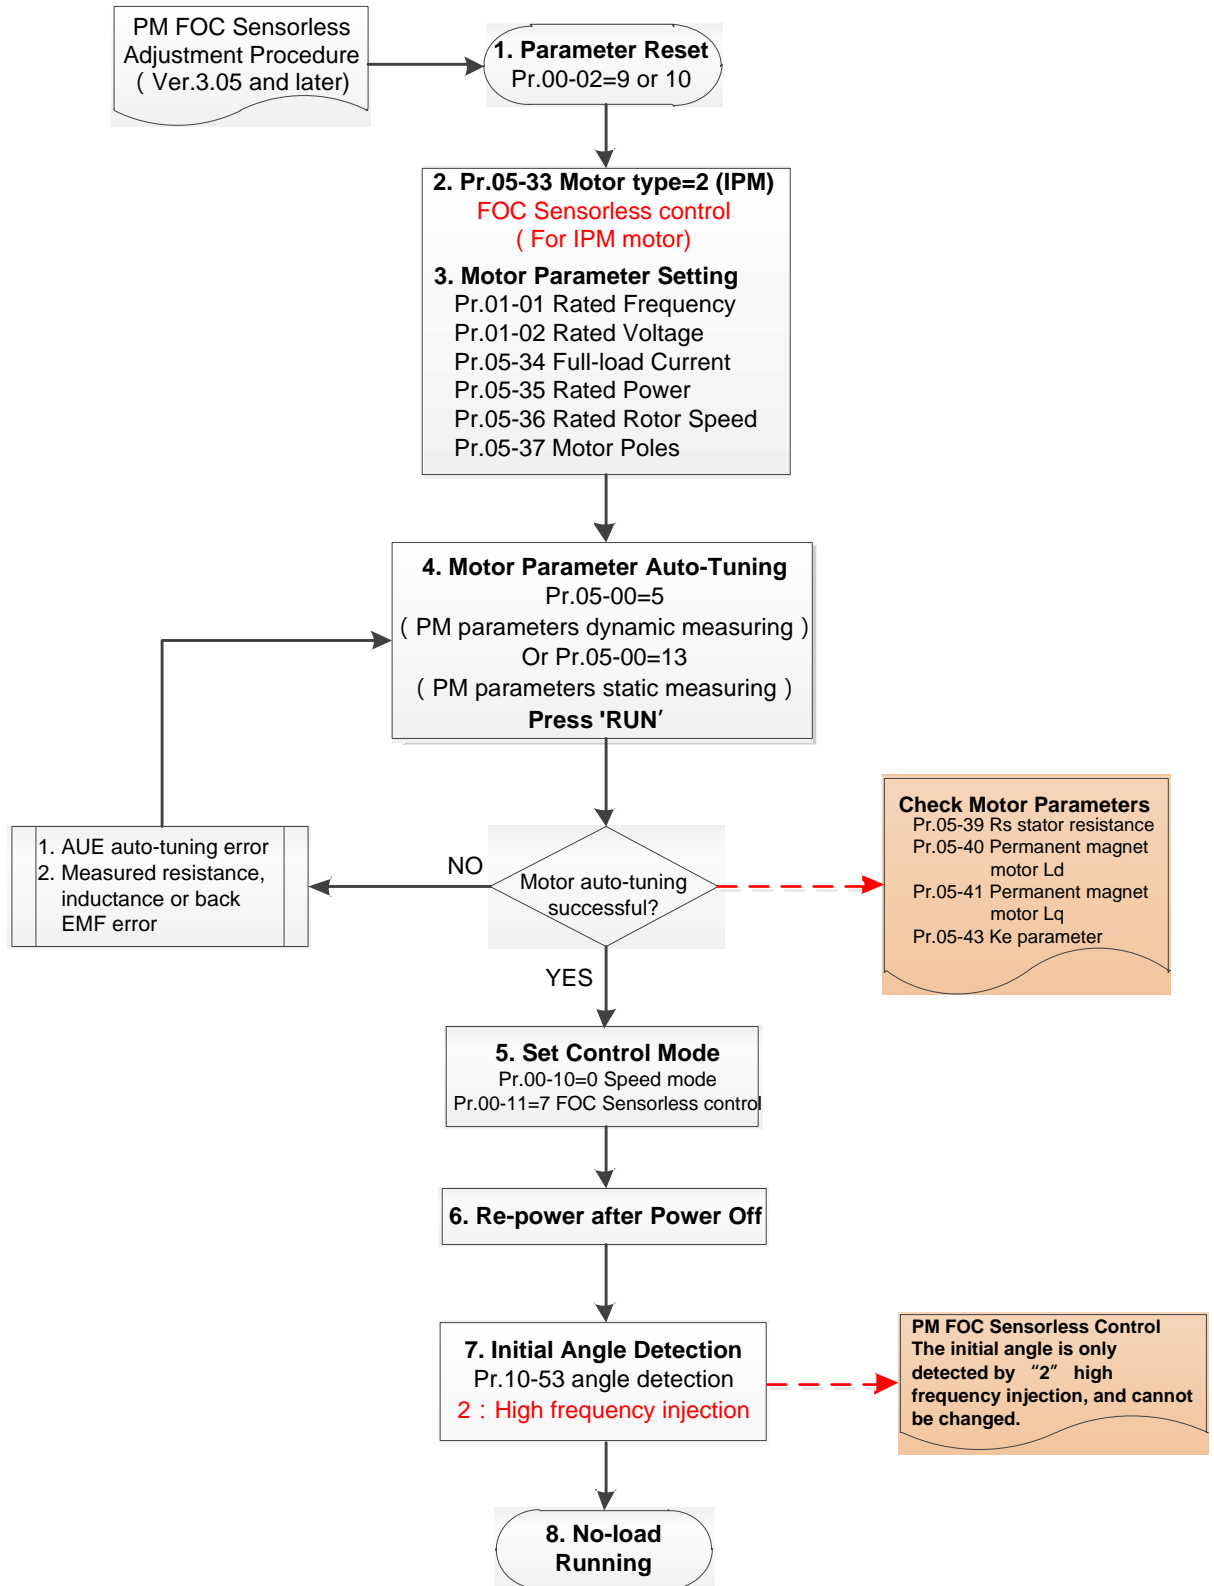 PM FOC Sensorless
Adjustment Procedure
( Ver.3.05 and later)
1. Parameter Reset
Pr.00-02=9 or 10
2. Pr.05-33 Motor type=2 (IPM)
FOC Sensorless control
( For IPM motor)
3. Motor Parameter Setting
Pr.01-01 Rated Frequency
Pr.01-02 Rated Voltage
Pr.05-34 Full-load Current
Pr.05-35 Rated Power
Pr.05-36 Rated Rotor Speed
Pr.05-37 Motor Poles
4. Motor Parameter Auto-Tuning
Pr.05-00=5
( PM parameters dynamic measuring )
Or Pr.05-00=13
( PM parameters static measuring )
Press 'RUN′
1. AUE auto-tuning error
2. Measured resistance,
inductance or back
EMF error
NO
Motor auto-tuning
successful?
YES
Check Motor Parameters
Pr.05-39 Rs stator resistance
Pr.05-40 Permanent magnet
motor Ld
Pr.05-41 Permanent magnet
motor Lq
Pr.05-43 Ke parameter
5. Set Control Mode
Pr.00-10=0 Speed mode
Pr.00-11=7 FOC Sensorless control
6. Re-power after Power Off
7. Initial Angle Detection
Pr.10-53 angle detection
2 : High frequency injection
PM FOC Sensorless Control
The initial angle is only
detected by “2” high
frequency injection, and cannot
be changed.
8. No-load
Running